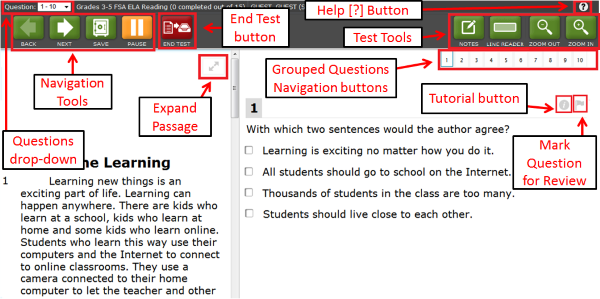 Question: 1 - 10 Grades 3-5 FSA ELA Reading (0 completed out of 15) GUEST, GUEST (S
Help [?] Button
?
BACK NEXT SAVE PAUSE END TEST
End Test
button
Test Tools
NOTES LINE READER ZOOM OUT ZOOM IN
Navigation
Tools
Expand
Passage
Grouped Questions
Navigation buttons
1 2 3 4 5 6 7 8 9 10
Tutorial button
Questions
drop-down
Mark
Question
for Review
ne Learning
1 Learning new things is an
exciting part of life. Learning can
happen anywhere. There are kids who
learn at a school, kids who learn at
home and some kids who learn online.
Students who learn this way use their
computers and the Internet to connect
to online classrooms. They use a
camera connected to their home
computer to let the teacher and other
1
With which two sentences would the author agree?
Learning is exciting no matter how you do it.
All students should go to school on the Internet.
Thousands of students in the class are too many.
Students should live close to each other.